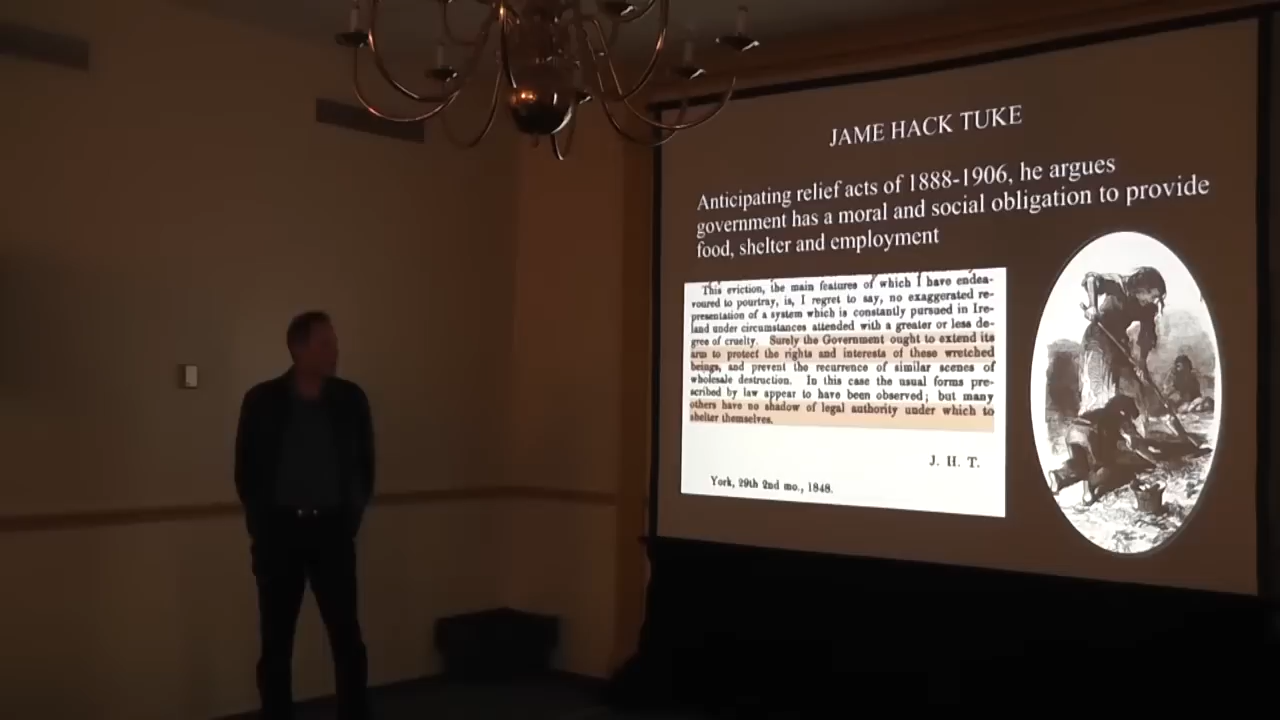 JAME HACK TUKE
Anticipating relief acts of 1888-1906, he argues
government has a moral and social obligation to provide
food, shelter and employment
This eviction, the main features of which I have endea-
voured to pourtray, is, I regret to say, no exaggerated re-
presentation of a system which is constantly pursued in Ire-
land under circumstances attended with a greater or less de-
gree of cruelty. Surely the Government ought to extend its
arm to protect the rights and interests of these wretched
beings, and prevent the recurrence of similar scenes of
wholesale destruction. In this case the usual forms pre-
scribed by law appear to have been observed; but many
others have no shadow of legal authority under which to
shelter themselves.
J. H. T.
York, 29th 2nd mo., 1848.